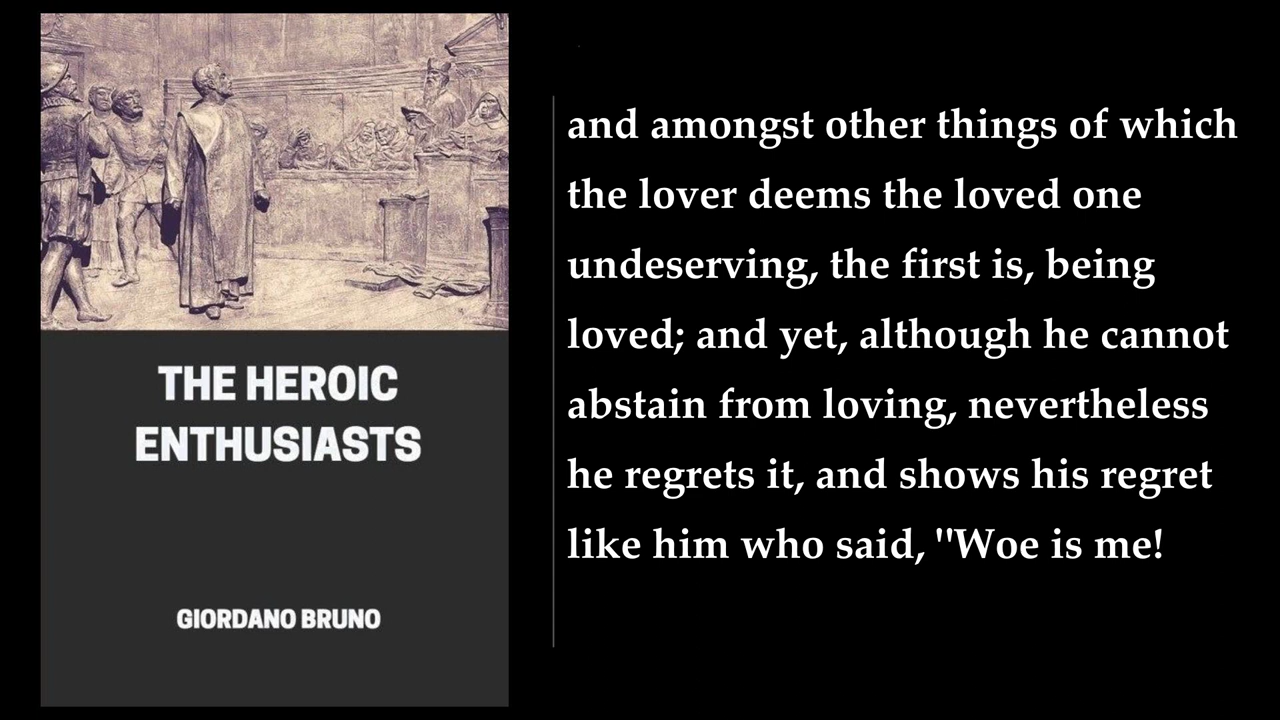 THE HEROIC
ENTHUSIASTS
GIORDANO BRUNO
and amongst other things of which
the lover deems the loved one
undeserving, the first is, being
loved; and yet, although he cannot
abstain from loving, nevertheless
he regrets it, and shows his regret
like him who said, "Woe is me!